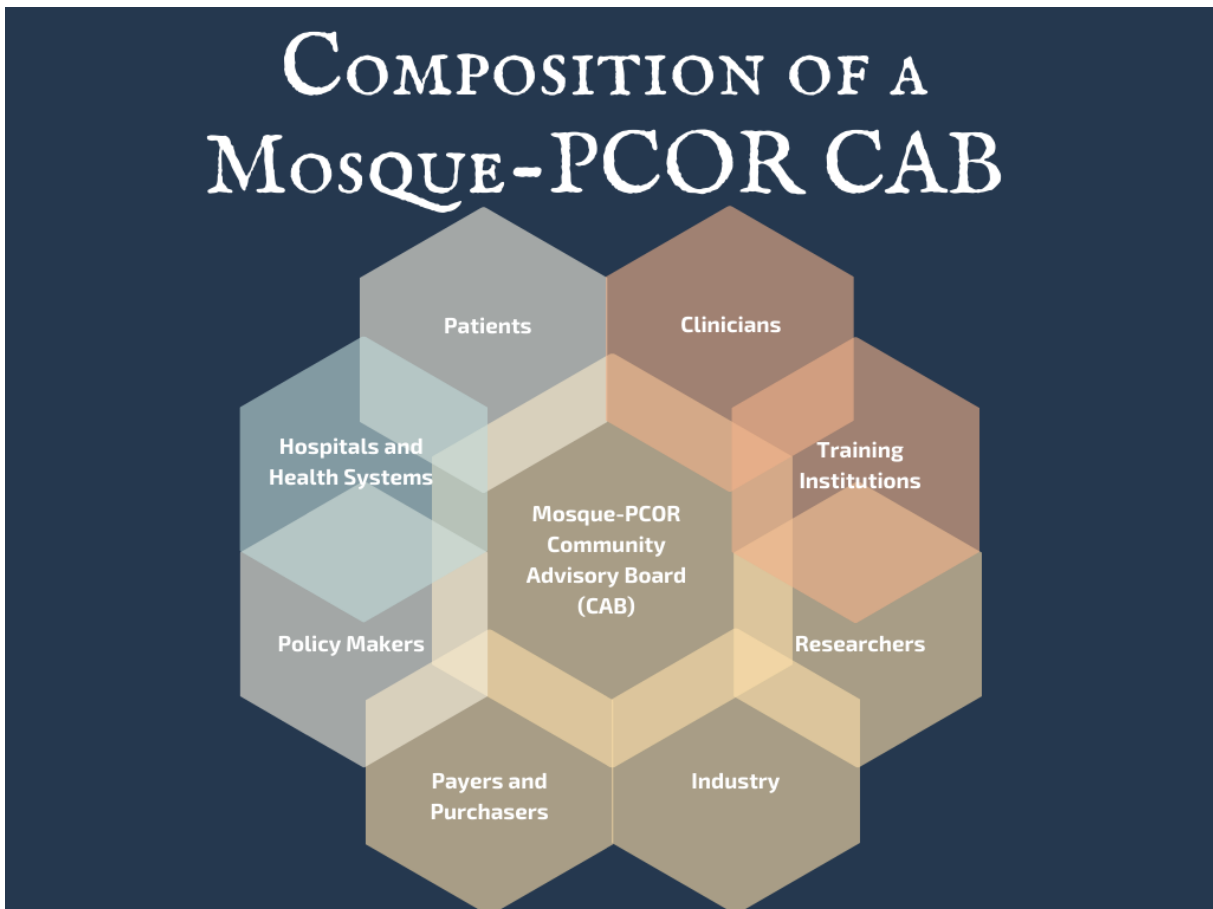 Composition of a
Mosque-PCOR CAB
Patients
Clinicians
Hospitals and
Health Systems
Training
Institutions
Mosque-PCOR
Community
Advisory Board
(CAB)
Policy Makers
Researchers
Payers and
Purchasers
Industry